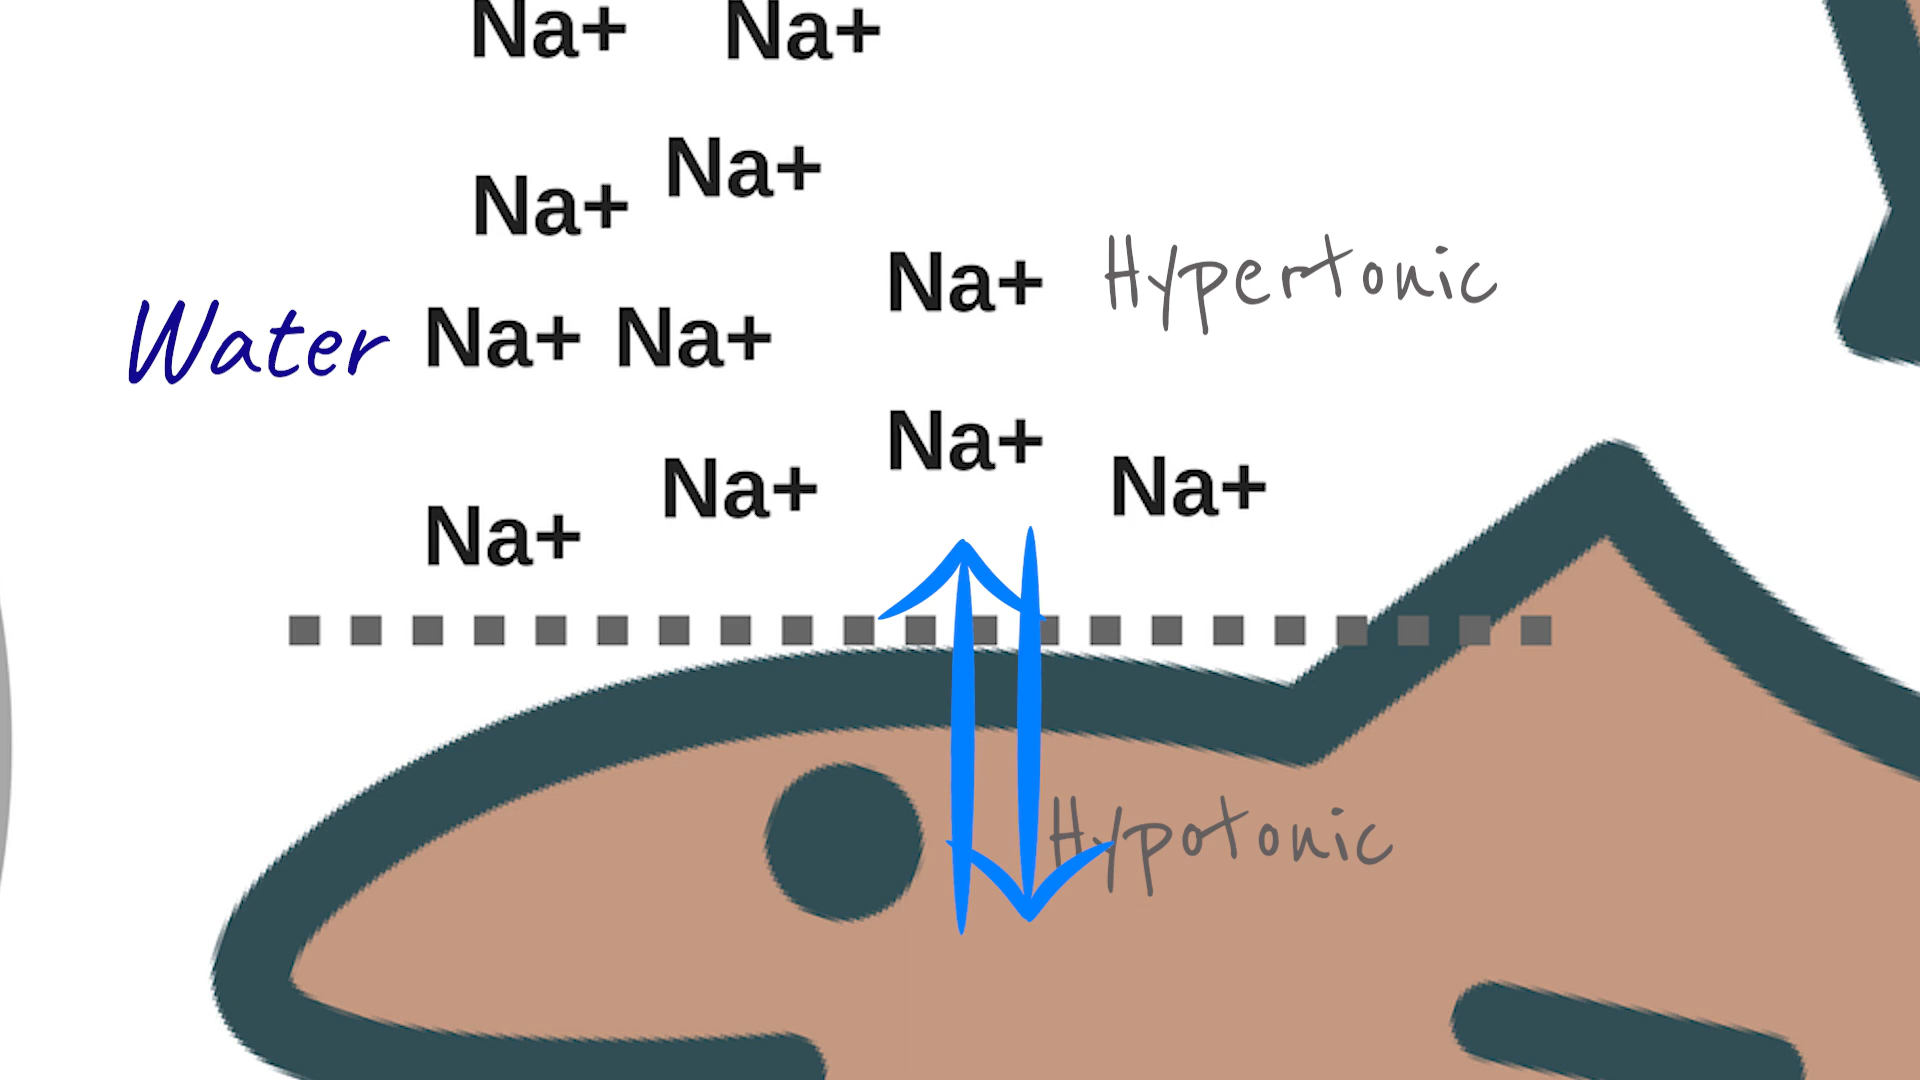 Na+ Na+
Na+ Na+
Na+ Hypertonic
Water Na+ Na+
Na+
Na+ Na+
Na+
Hypotonic